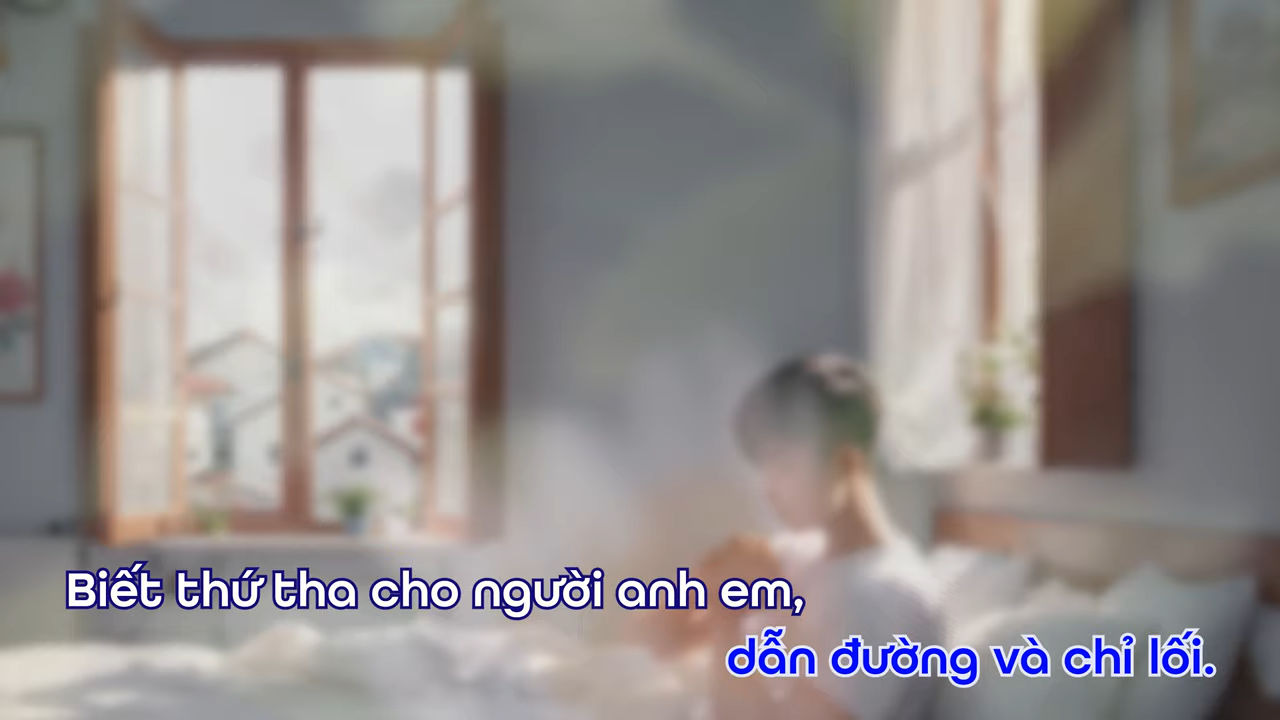 Biết thứ tha cho người anh em,
dẫn đường và chỉ lối.